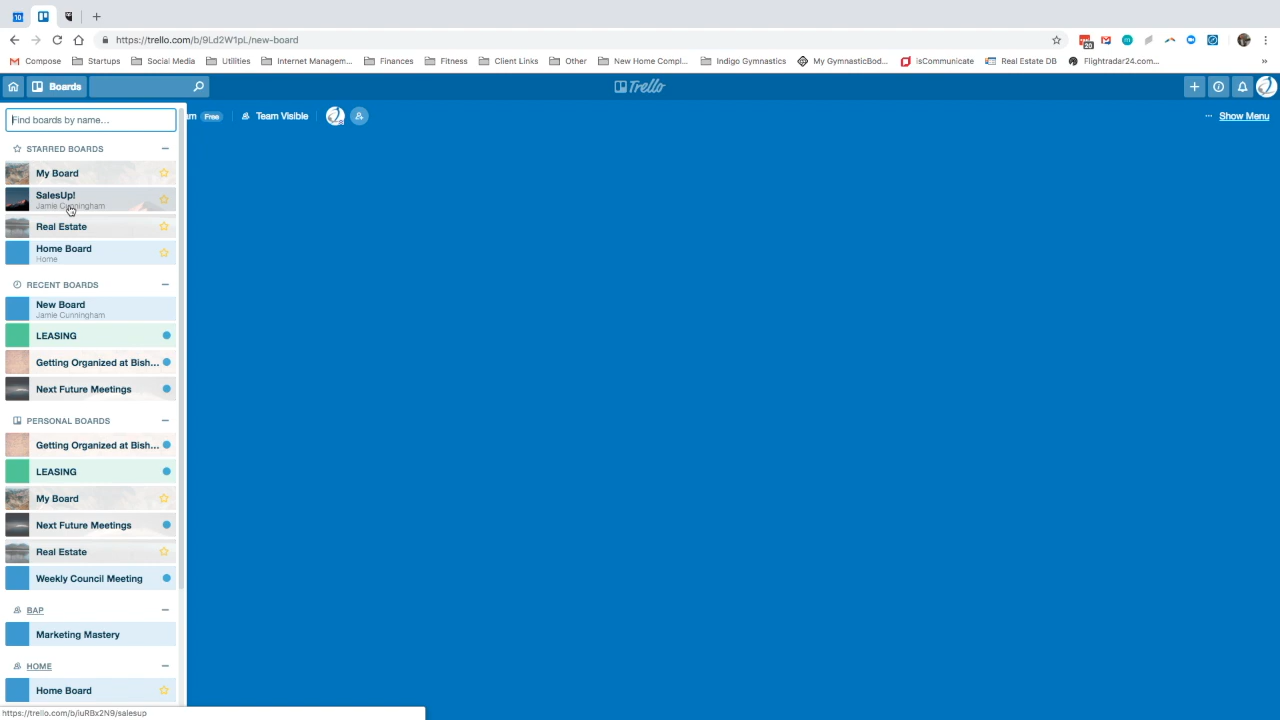 10
https://trello.com/b/9Ld2W1pL/new-board
20
Compose Startups Social Media Utilities Internet Managem... Finances Fitness Client Links Other New Home Compl... Indigo Gymnastics My GymnasticBod... isCommunicate Real Estate DB Flightradar24.com... »
Boards Trello
Find boards by name... am Free Team Visible ... Show Menu
STARRED BOARDS
My Board
SalesUp!
Jamie Cunningham
Real Estate
Home Board
Home
RECENT BOARDS
New Board
Jamie Cunningham
LEASING
Getting Organized at Bish...
Next Future Meetings
PERSONAL BOARDS
Getting Organized at Bish...
LEASING
My Board
Next Future Meetings
Real Estate
Weekly Council Meeting
BAP
Marketing Mastery
HOME
Home Board
https://trello.com/b/iuRBx2N9/salesup